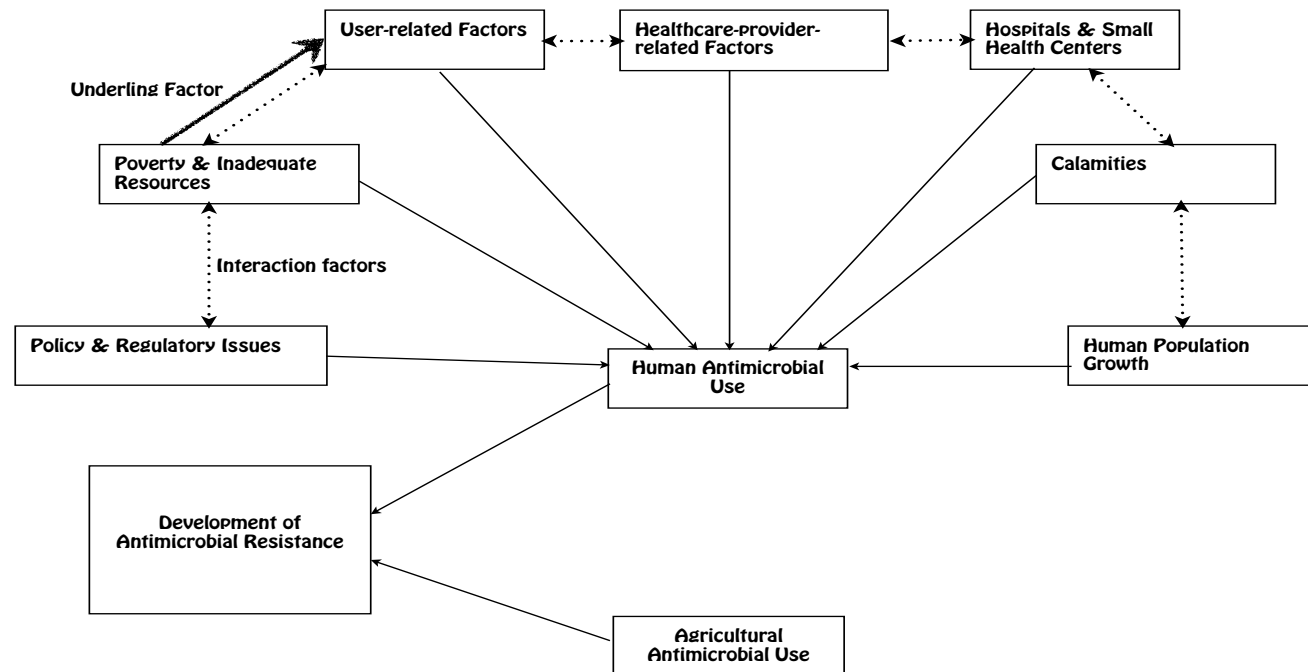 User-related Factors
Healthcare-provider-
related Factors
Hospitals & Small
Health Centers
Underling Factor
Poverty & Inadequate
Resources
Calamities
Interaction factors
Policy & Regulatory Issues
Human Antimicrobial
Use
Human Population
Growth
Development of
Antimicrobial Resistance
Agricultural
Antimicrobial Use